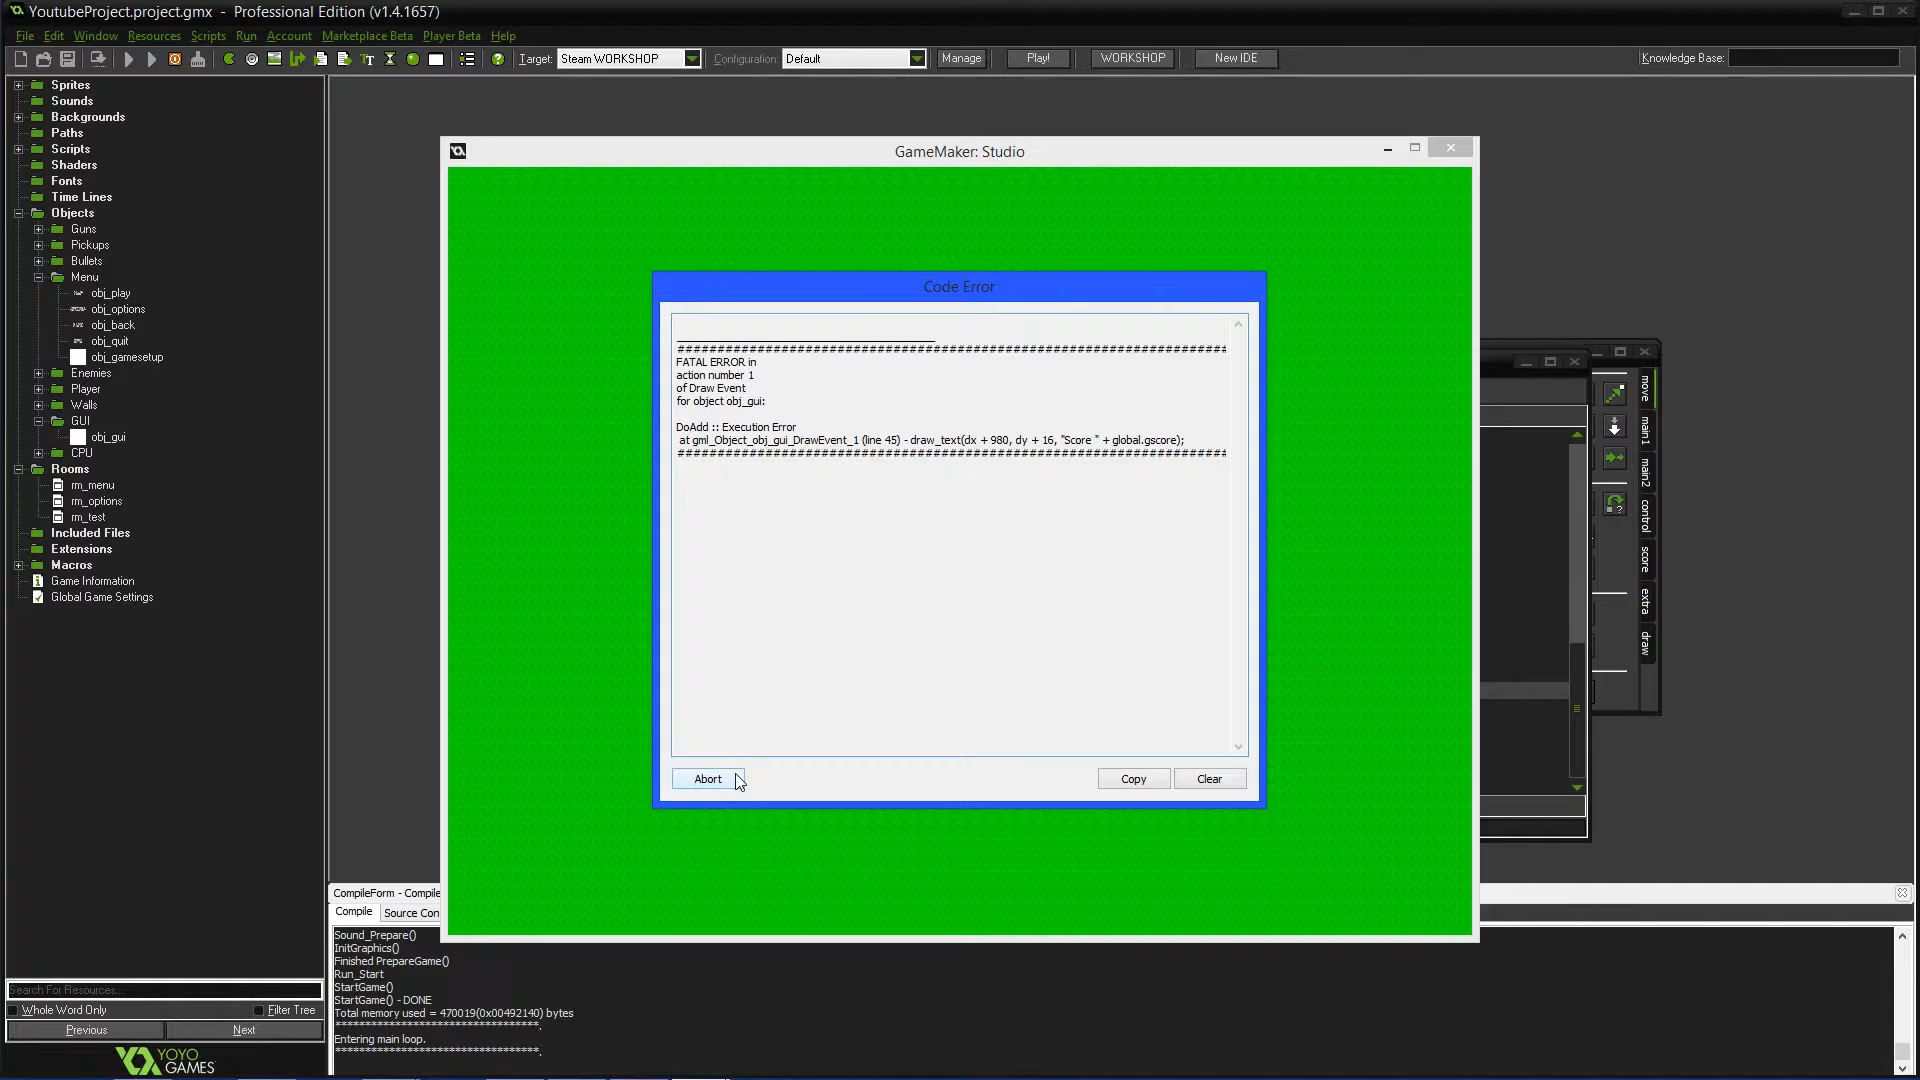 YoutubeProject.project.gmx - Professional Edition (v1.4.1657)
File Edit Window Resources Scripts Run Account Marketplace Beta Player Beta Help
Target: Steam WORKSHOP Configuration: Default Manage Play! WORKSHOP New IDE Knowledge Base:
Sprites
Sounds
Backgrounds
Paths
Scripts
Shaders
Fonts
Time Lines
Objects
Guns
Pickups
Bullets
Menu
obj_play
obj_options
obj_back
obj_quit
obj_gamesetup
Enemies
Player
Walls
GUI
obj_gui
CPU
Rooms
rm_menu
rm_options
rm_test
Included Files
Extensions
Macros
Game Information
Global Game Settings
Search For Resources...
Whole Word Only Filter Tree
Previous Next
YOYO
GAMES
GameMaker: Studio
Code Error
############################################################################
FATAL ERROR in
action number 1
of Draw Event
for object obj_gui:
DoAdd :: Execution Error
at gml_Object_obj_gui_DrawEvent_1 (line 45) - draw_text(dx + 980, dy + 16, "Score " + global.gscore);
############################################################################
Abort Copy Clear
move
main1
main2
control
score
extra
draw
CompileForm - Compile
Compile Source Con
Sound_Prepare()
InitGraphics()
Finished PrepareGame()
Run_Start
StartGame()
StartGame() - DONE
Total memory used = 470019(0x00492140) bytes
**********************************.
Entering main loop.
**********************************.